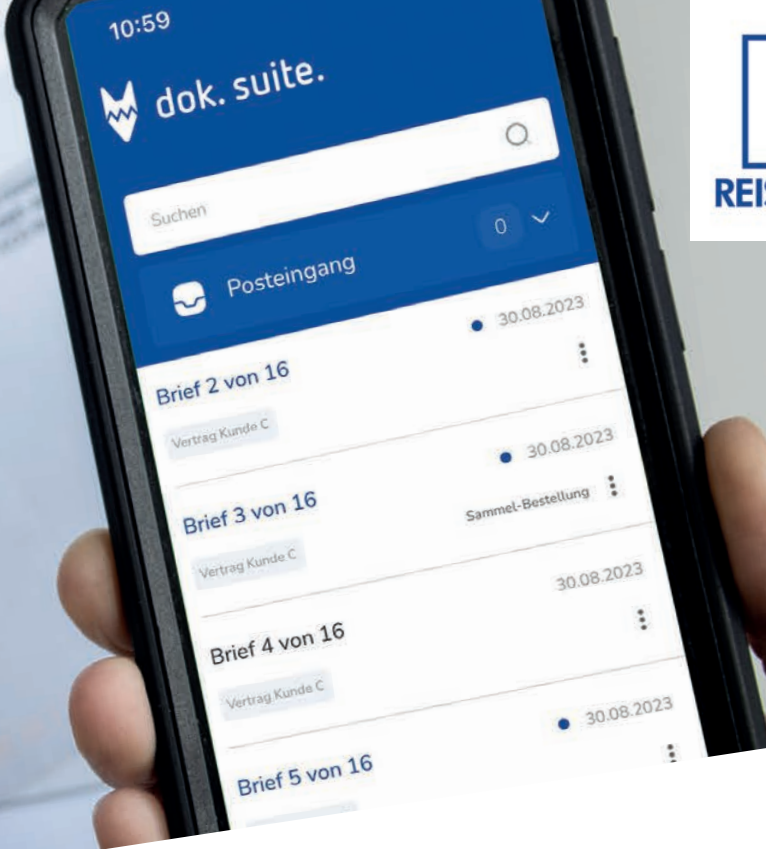 10:59
dok. suite.
Suchen
Posteingang 0
30.08.2023
Brief 2 von 16
Vertrag Kunde C
30.08.2023
Brief 3 von 16
Sammel-Bestellung
Vertrag Kunde C
30.08.2023
Brief 4 von 16
Vertrag Kunde C
30.08.2023
Brief 5 von 16